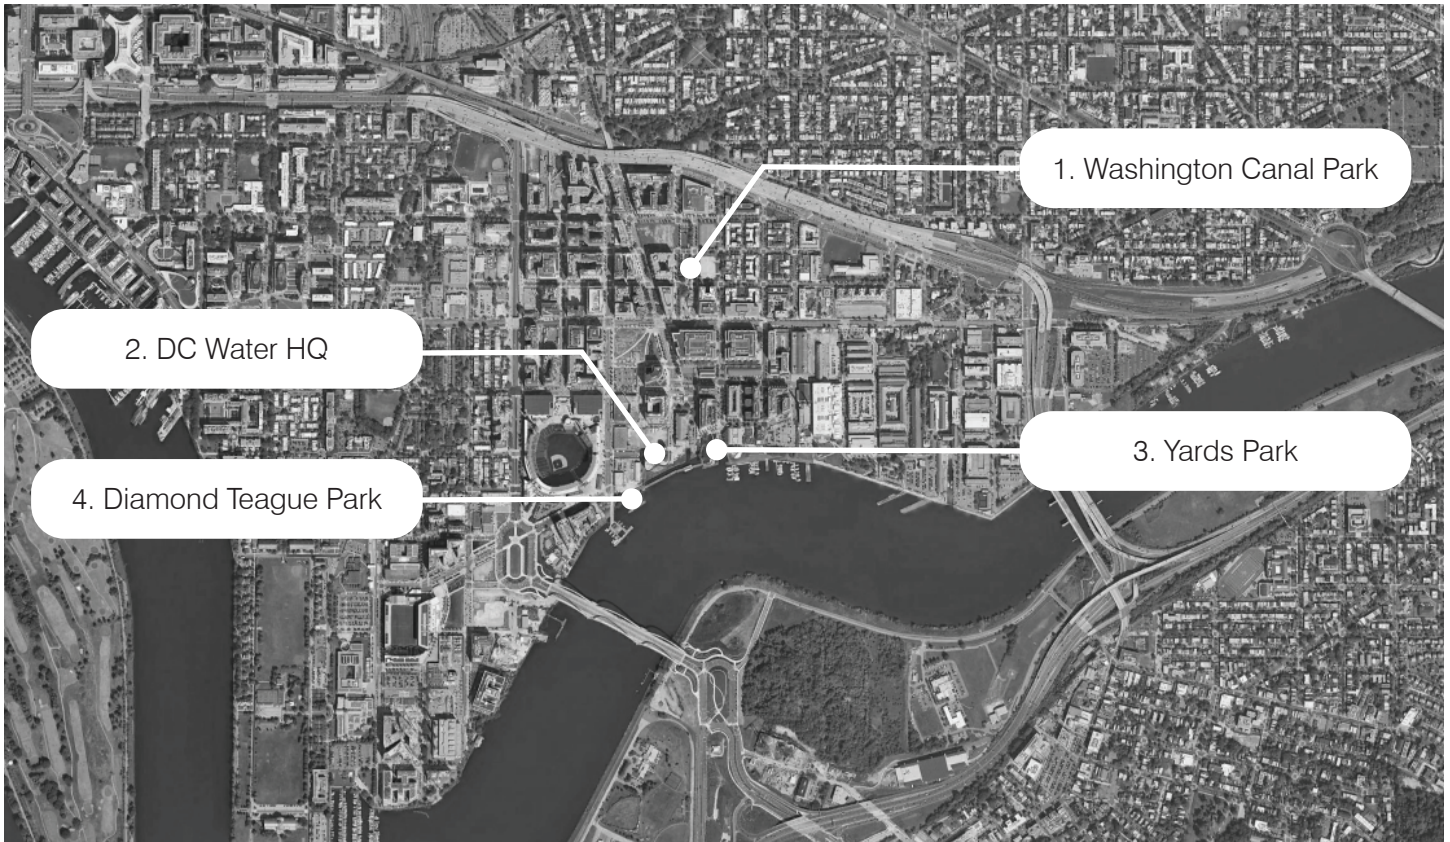 1. Washington Canal Park
2. DC Water HQ
3. Yards Park
4. Diamond Teague Park